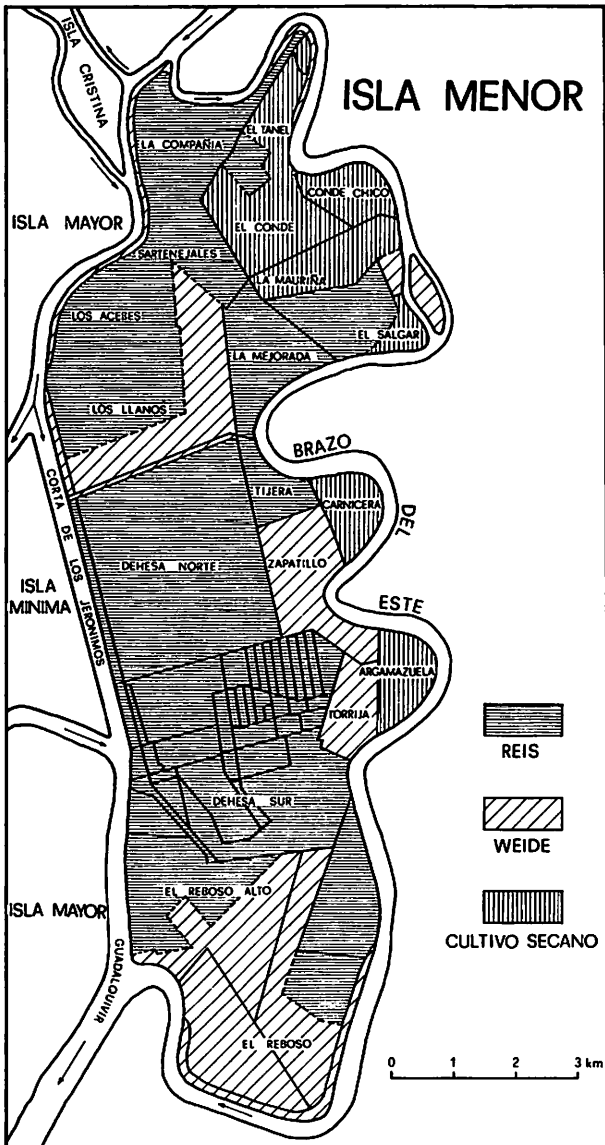 ISLA MENOR
ISLA CRISTINA
LA COMPAÑIA
EL TANEL
CONDE CHICO
ISLA MAYOR
EL CONDE
SARTENEJALES
LA MAURIÑA
LOS ACEBES
EL SALGAR
LA MEJORADA
LOS LLANOS
BRAZO
DEL
ESTE
CORTA DE LOS JERONIMOS
TIJERA
CARNICERA
DEHESA NORTE
ZAPATILLO
ISLA
MINIMA
ARGAMAZUELA
TORRIJA
REIS
DEHESA SUR
WEIDE
EL REBOSO ALTO
ISLA MAYOR
CULTIVO SECANO
GUADALQUIVIR
EL REBOSO
0 1 2 3 km